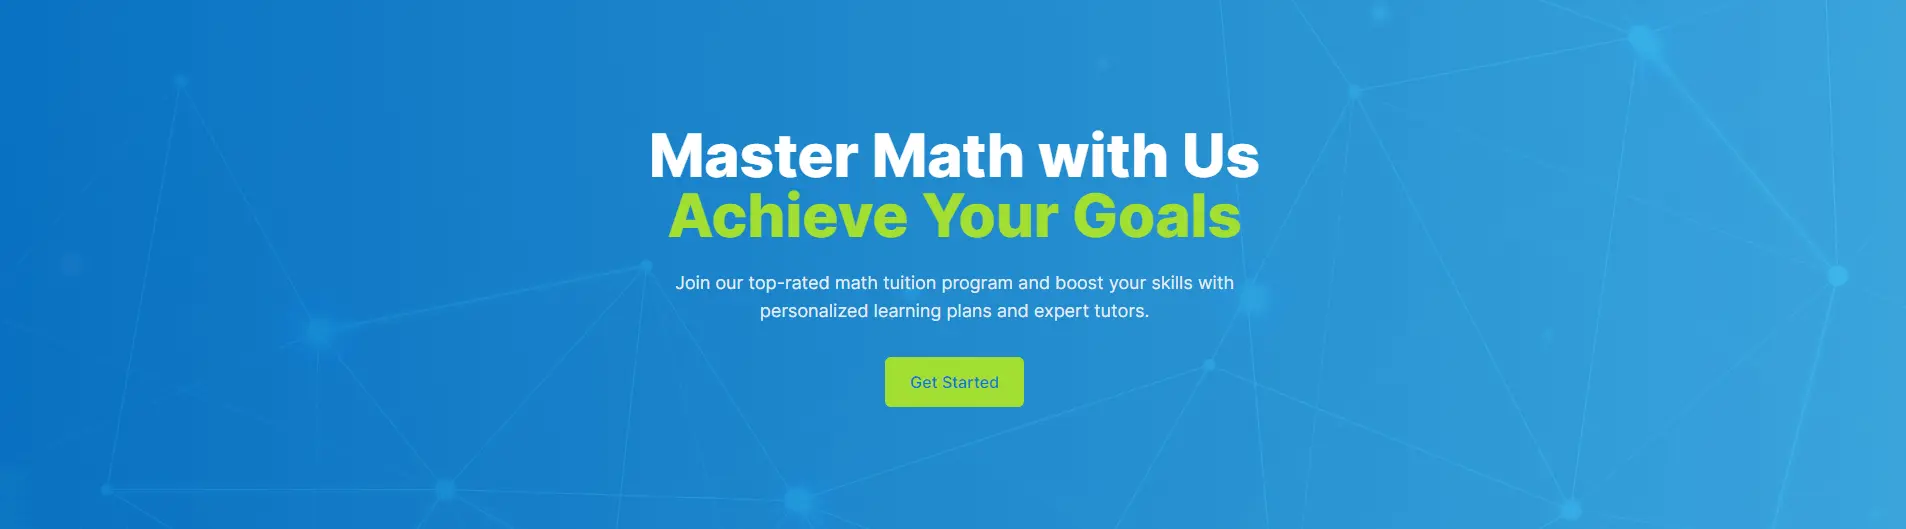 Master Math with Us
Achieve Your Goals
Join our top-rated math tuition program and boost your skills with
personalized learning plans and expert tutors.
Get Started